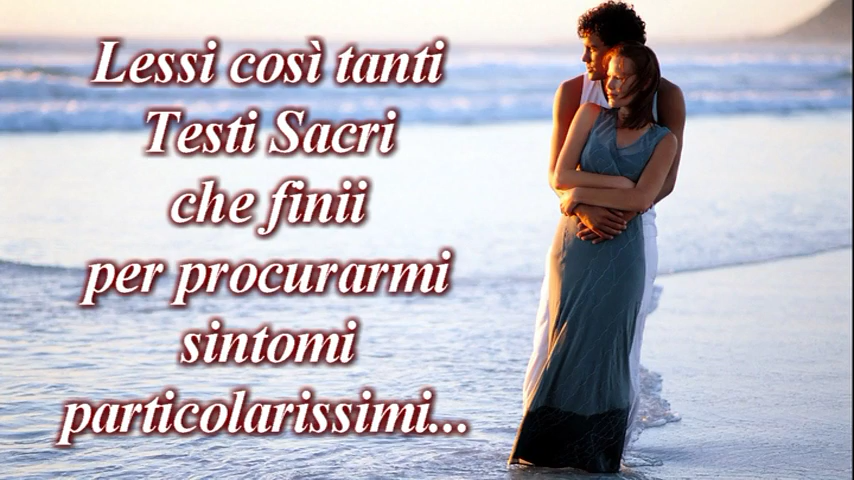 Lessi così tanti
Testi Sacri
che finii
per procurarmi
sintomi
particolarissimi...